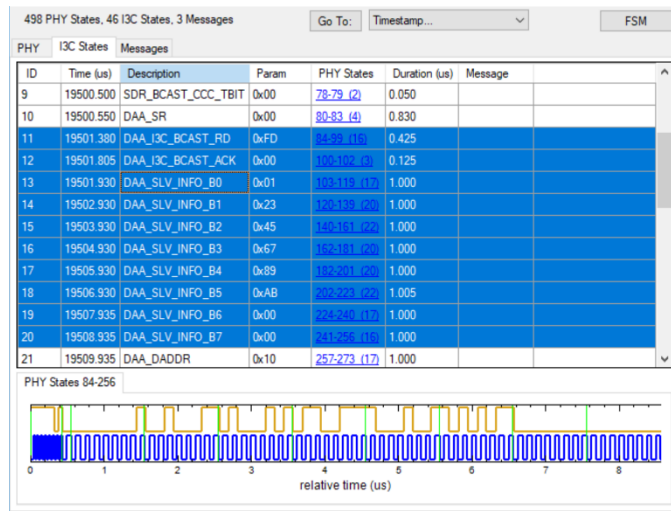 498 PHY States, 46 I3C States, 3 Messages Go To: Timestamp... FSM
PHY I3C States Messages
ID Time (us) Description Param PHY States Duration (us) Message
9 19500.500 SDR_BCAST_CCC_TBIT 0x00 78-79 (2) 0.050
10 19500.550 DAA_SR 0x00 80-83 (4) 0.830
11 19501.380 DAA_I3C_BCAST_RD 0xFD 84-99 (16) 0.425
12 19501.805 DAA_I3C_BCAST_ACK 0x00 100-102 (3) 0.125
13 19501.930 DAA_SLV_INFO_B0 0x01 103-119 (17) 1.000
14 19502.930 DAA_SLV_INFO_B1 0x23 120-139 (20) 1.000
15 19503.930 DAA_SLV_INFO_B2 0x45 140-161 (22) 1.000
16 19504.930 DAA_SLV_INFO_B3 0x67 162-181 (20) 1.000
17 19505.930 DAA_SLV_INFO_B4 0x89 182-201 (20) 1.000
18 19506.930 DAA_SLV_INFO_B5 0xAB 202-223 (22) 1.005
19 19507.935 DAA_SLV_INFO_B6 0x00 224-240 (17) 1.000
20 19508.935 DAA_SLV_INFO_B7 0x00 241-256 (16) 1.000
21 19509.935 DAA_DADDR 0x10 257-273 (17) 1.000
PHY States 84-256
0 1 2 3 4 5 6 7 8
relative time (us)